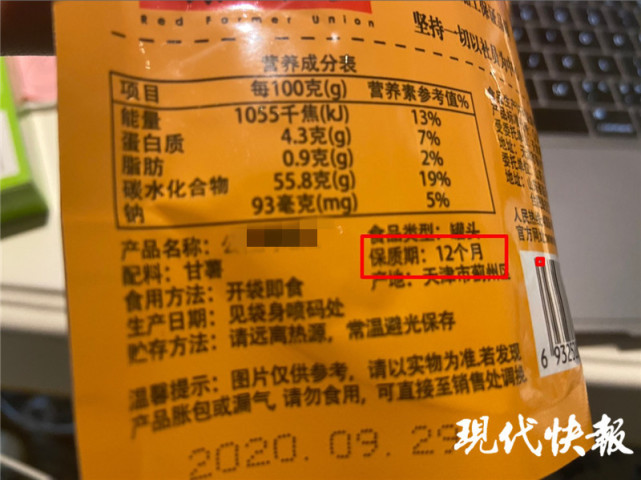 Red Farmer Union
坚持一切以社员为中
营养成分表
项目 每100克(g) 营养素参考值%
能量 1055千焦(kJ) 13%
蛋白质 4.3克(g) 7%
脂肪 0.9克(g) 2%
碳水化合物 55.8克(g) 19%
钠 93毫克(mg) 5%
产品名称： 食品类型：罐头
配料：甘薯 保质期：12个月
食用方法：开袋即食 产地：天津市蓟州区
生产日期：见袋身喷码处
贮存方法：请远离热源，常温避光保存
温馨提示：图片仅供参考，请以实物为准.若发现
产品胀包或漏气.请勿食用，可直接至销售处调换
2020.09.29
6 9325
现代快報